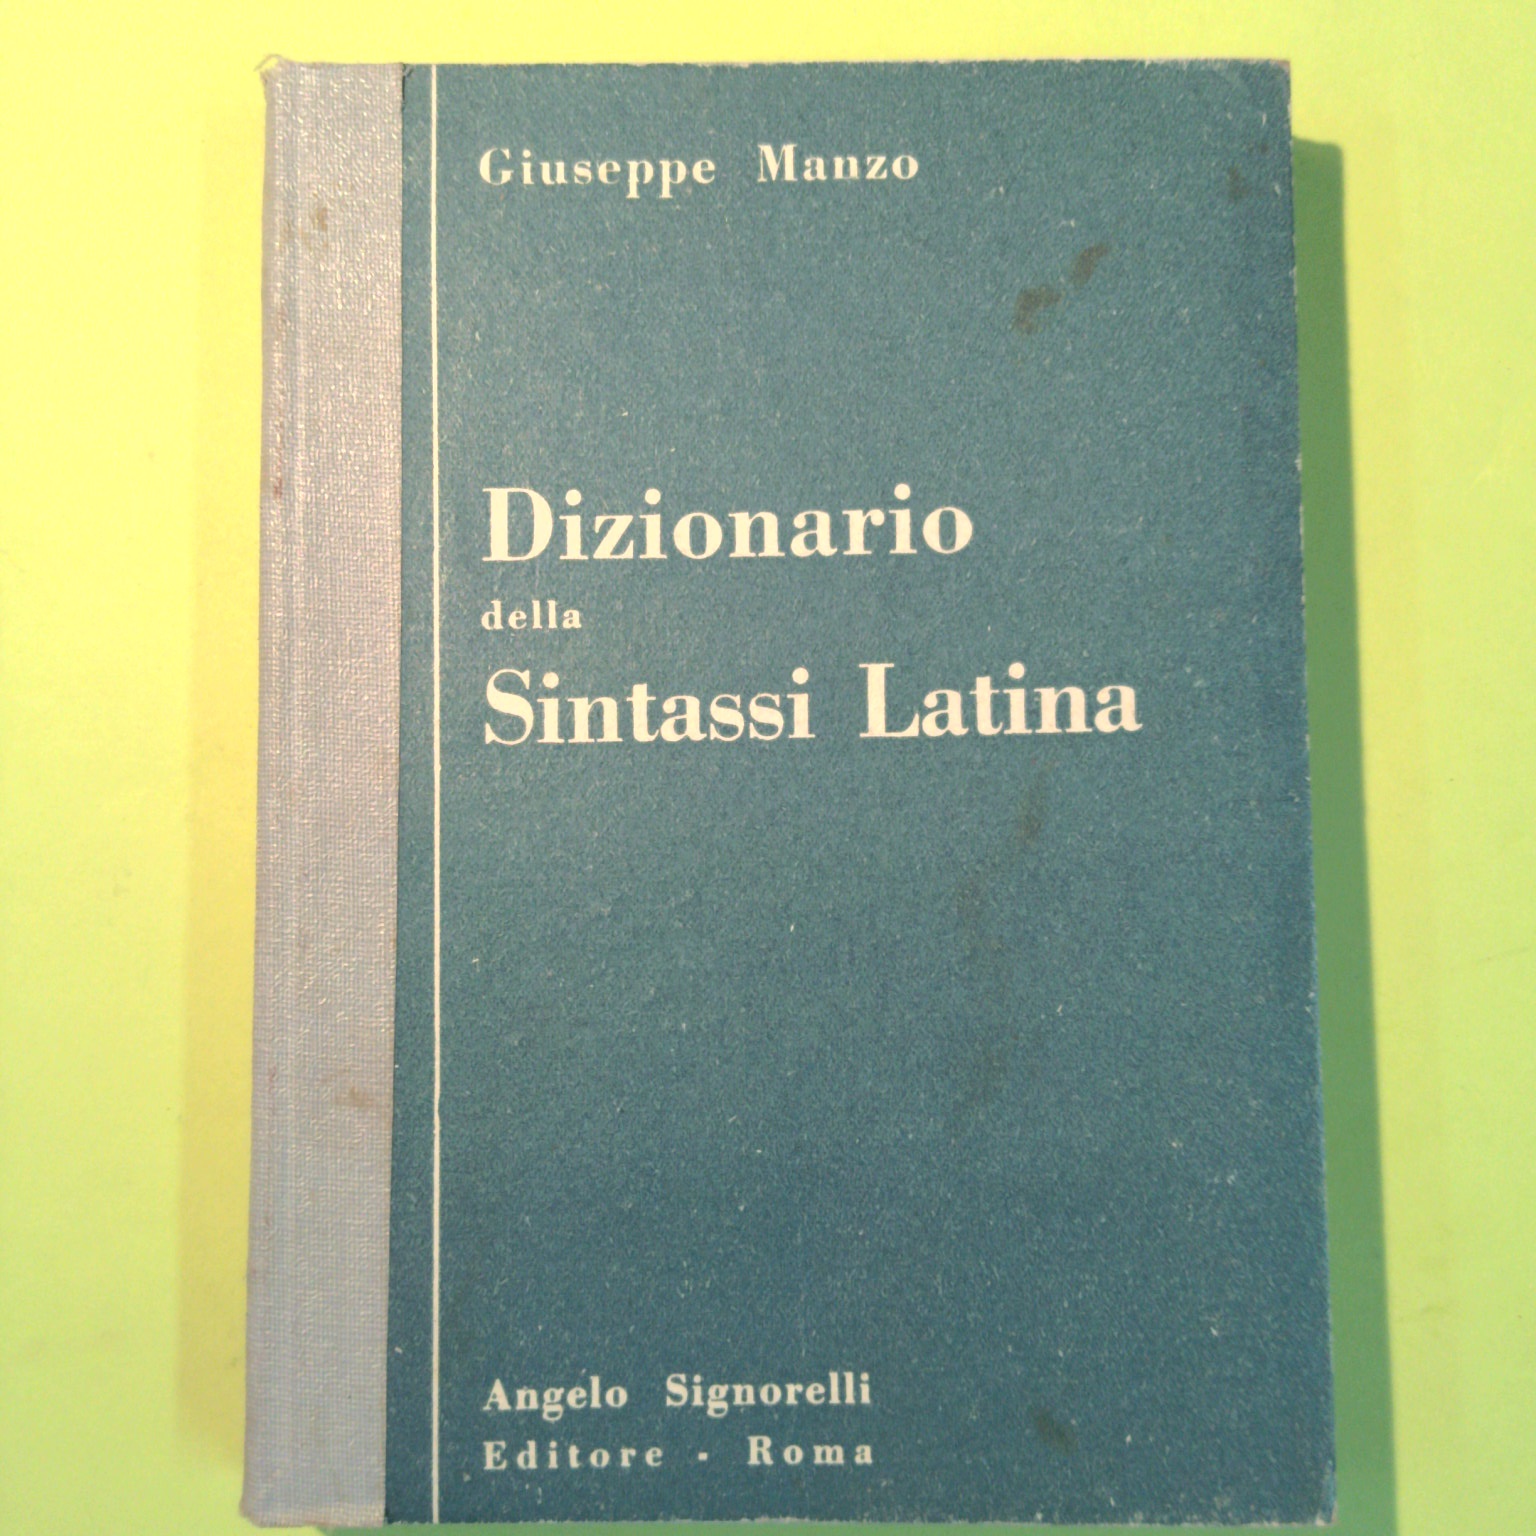 Giuseppe Manzo
Dizionario
della
Sintassi Latina
Angelo Signorelli
Editore - Roma